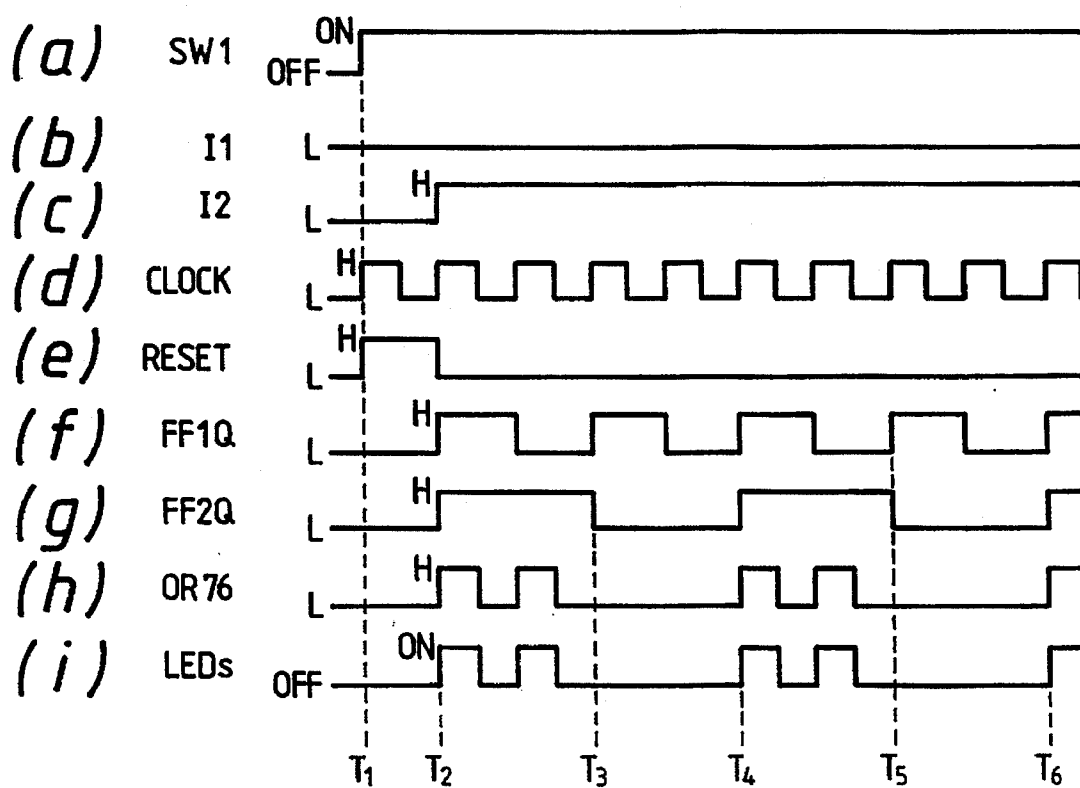 (a) SW1 ON OFF
(b) I1 L
(c) I2 H L
(d) CLOCK H L
(e) RESET H L
(f) FF1Q H L
(g) FF2Q H L
(h) OR76 H L
(i) LEDs ON OFF
T1 T2 T3 T4 T5 T6